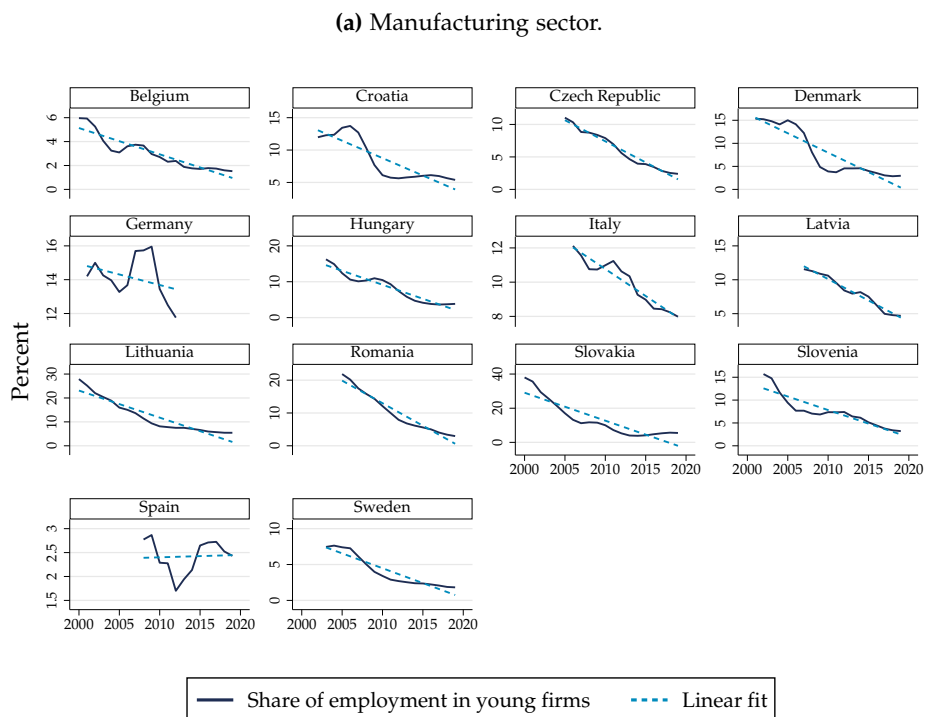 (a) Manufacturing sector.
Belgium
Croatia
Czech Republic
Denmark
0 2 4 6
5 10 15
0 5 10
0 5 10 15
Germany
Hungary
Italy
Latvia
12 14 16
0 10 20
8 10 12
5 10 15
Percent
Lithuania
Romania
Slovakia
Slovenia
0 10 20 30
0 10 20
0 20 40
0 5 10 15
2000 2005 2010 2015 2020
2000 2005 2010 2015 2020
Spain
Sweden
1.5 2 2.5 3
0 5 10
2000 2005 2010 2015 2020
2000 2005 2010 2015 2020
Share of employment in young firms
Linear fit